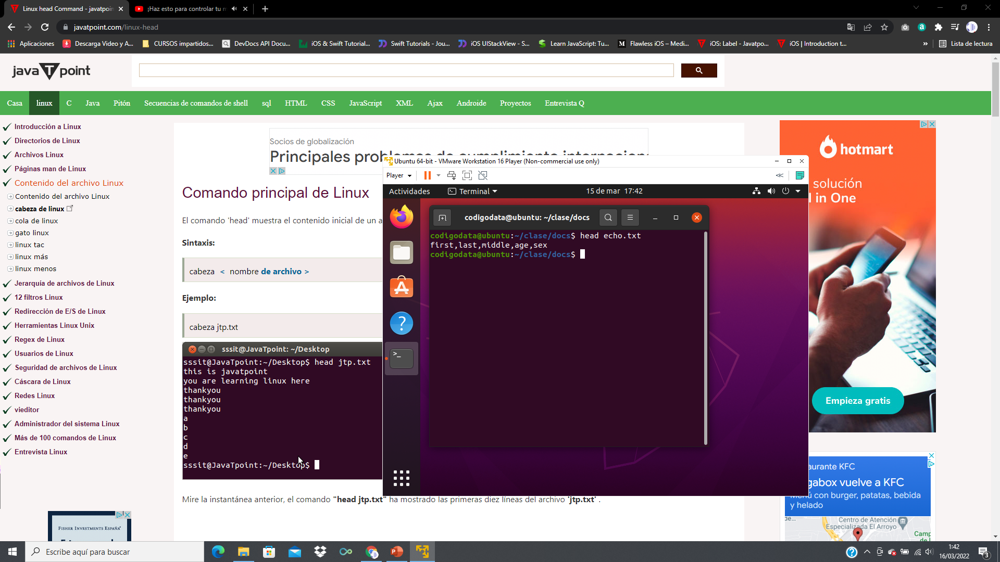 Linux head Command - javatpoin
¡Haz esto para controlar tu m
javatpoint.com/linux-head
Aplicaciones
Descarga Video y A...
CURSOS impartidos...
DevDocs API Docu...
iOS & Swift Tutorial...
Swift Tutorials - Jou...
iOS UIStackView - S...
Learn JavaScript: Tu...
Flawless iOS – Medi...
iOS: Label - Javatpo...
iOS | Introduction t...
»
Lista de lectura
javaTpoint
Casa
linux
C
Java
Pitón
Secuencias de comandos de shell
sql
HTML
CSS
JavaScript
XML
Ajax
Androide
Proyectos
Entrevista Q
Introducción a Linux
Directorios de Linux
Archivos Linux
Páginas man de Linux
Contenido del archivo Linux
Contenido del archivo Linux
cabeza de linux
cola de linux
gato linux
linux tac
linux más
linux menos
Jerarquía de archivos de Linux
12 filtros Linux
Redirección de E/S de Linux
Herramientas Linux Unix
Regex de Linux
Usuarios de Linux
Seguridad de archivos de Linux
Cáscara de Linux
Redes Linux
vieditor
Administrador del sistema Linux
Más de 100 comandos de Linux
Entrevista Linux
FISHER INVESTMENTS ESPAÑA
Socios de globalización
Principales problemas de cumplimiento internacion
Comando principal de Linux
El comando 'head' muestra el contenido inicial de un a
Sintaxis:
cabeza < nombre de archivo >
Ejemplo:
cabeza jtp.txt
sssit@JavaTpoint: ~/Desktop
sssit@JavaTpoint:~/Desktop$ head jtp.txt
this is javatpoint
you are learning linux here
thankyou
thankyou
thankyou
a
b
c
d
e
sssit@JavaTpoint:~/Desktop$
Mire la instantánea anterior, el comando "head jtp.txt" ha mostrado las primeras diez líneas del archivo 'jtp.txt' .
Ubuntu 64-bit - VMware Workstation 16 Player (Non-commercial use only)
Player
Actividades
Terminal
15 de mar 17:42
codigodata@ubuntu: ~/clase/docs
codigodata@ubuntu:~/clase/docs$ head echo.txt
first,last,middle,age,sex
codigodata@ubuntu:~/clase/docs$
hotmart
solución
l in One
Empieza gratis
aurante KFC
gabox vuelve a KFC
Menú con burger, patatas, bebida
y helado
de...
Centro de Atención
Especializada El Arroyo
Camp
de l
Escribe aquí para buscar
1:42
16/03/2022
3